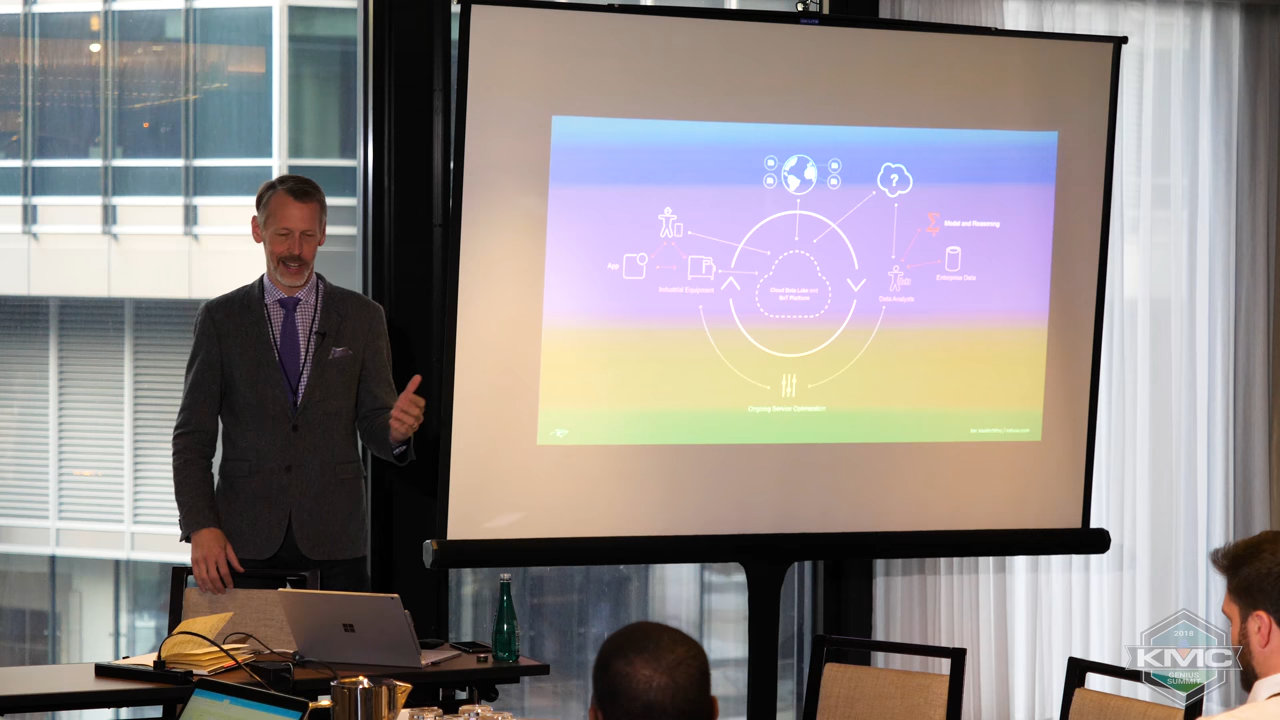 ?
Model and Reasoning
App
Industrial Equipment
Cloud Data Lake and
IIoT Platform
Enterprise Data
Data Analysts
Ongoing Service Optimization
2018
KMC
GENIUS
SUMMIT